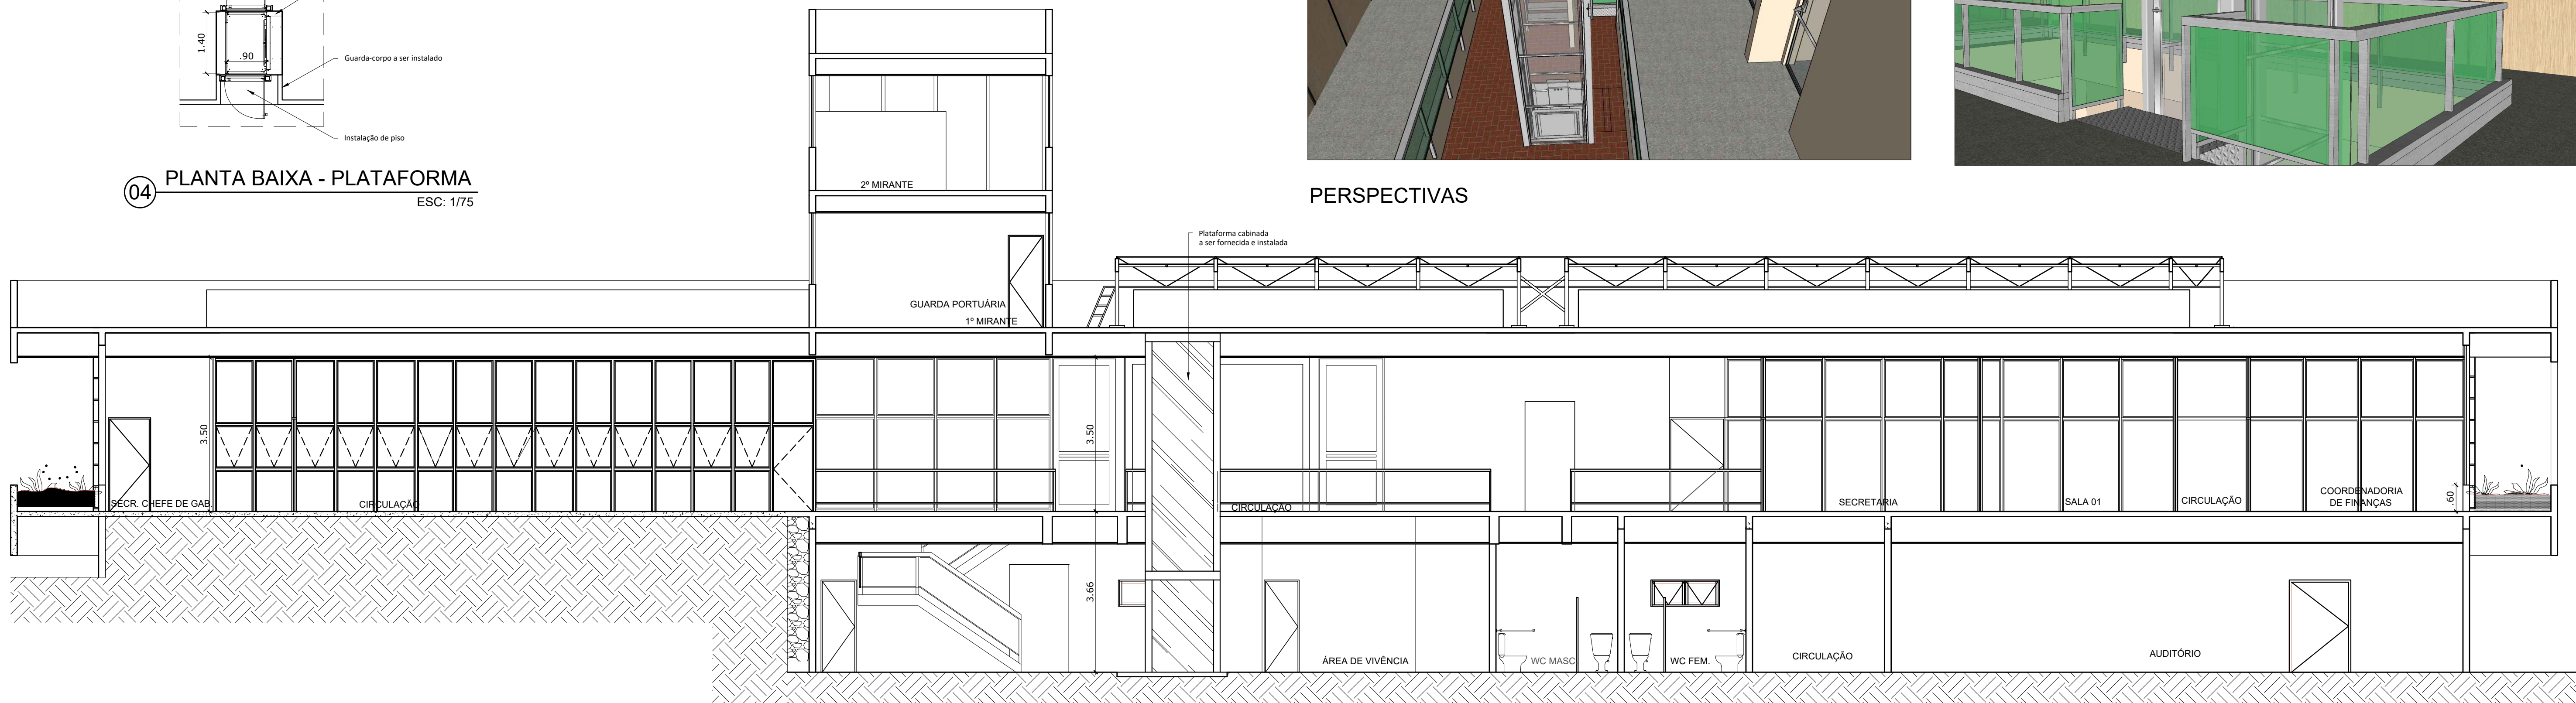 1.40
.90
Guarda-corpo a ser instalado
Instalação de piso
04
PLANTA BAIXA - PLATAFORMA
ESC: 1/75
PERSPECTIVAS
2º MIRANTE
Plataforma cabinada
a ser fornecida e instalada
GUARDA PORTUÁRIA
1º MIRANTE
3.50
3.50
SECR. CHEFE DE GAB.
CIRCULAÇÃO
CIRCULAÇÃO
SECRETARIA
SALA 01
CIRCULAÇÃO
COORDENADORIA
DE FINANÇAS
.60
3.66
ÁREA DE VIVÊNCIA
WC MASC
WC FEM.
CIRCULAÇÃO
AUDITÓRIO